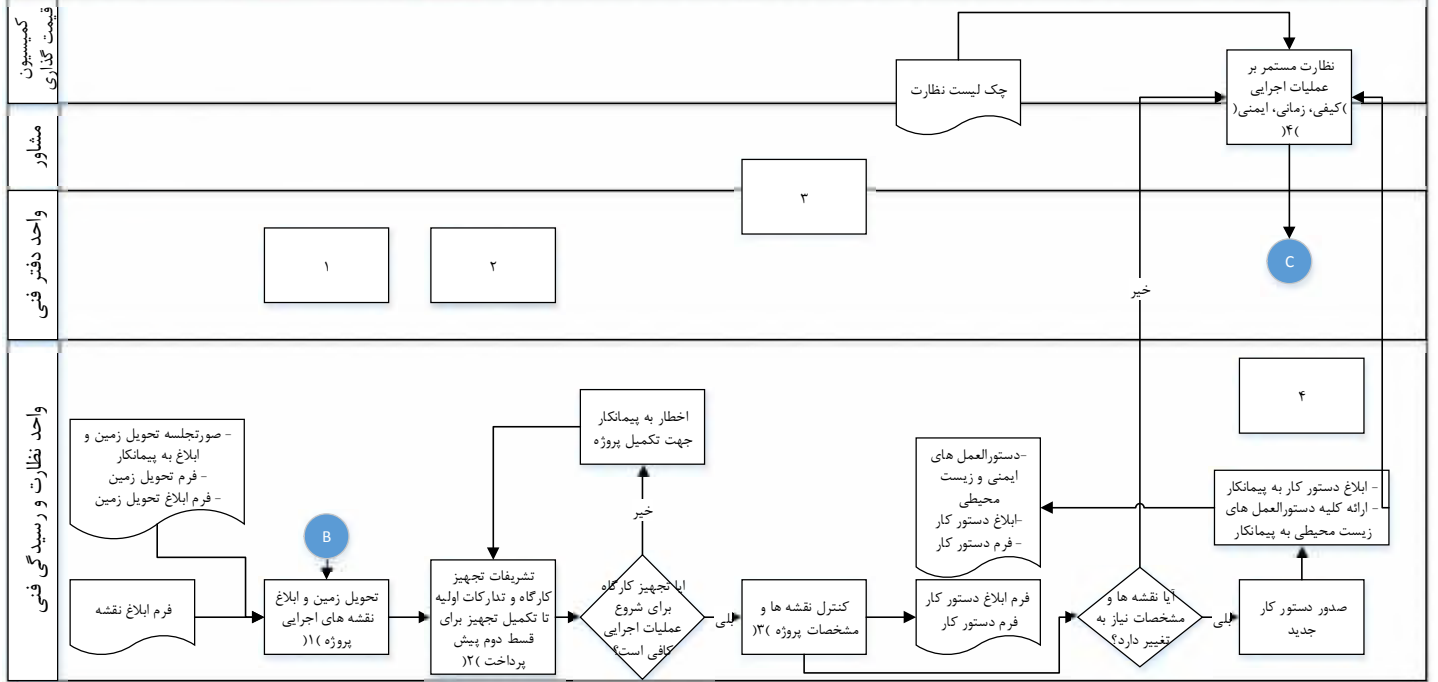 کمیسیون
قیمت گذاری
چک لیست نظارت
نظارت مستمر بر
عملیات اجرایی
)کیفی، زمانی، ایمنی(
)۴(
مشاور
۳
واحد دفتر فنی
۱
۲
C
خیر
واحد نظارت و رسیدگی فنی
- صورتجلسه تحویل زمین و
ابلاغ به پیمانکار
- فرم تحویل زمین
- فرم ابلاغ تحویل زمین
فرم ابلاغ نقشه
B
تحویل زمین و ابلاغ
نقشه های اجرایی
پروژه )۱(
تشریفات تجهیز
کارگاه و تدارکات اولیه
تا تکمیل تجهیز برای
قسط دوم پیش
پرداخت )۲(
اخطار به پیمانکار
جهت تکمیل پروژه
خیر
ایا تجهیز کارگاه
برای شروع
عملیات اجرایی
کافی است؟
بلی
کنترل نقشه ها و
مشخصات پروژه )۳(
-دستورالعمل های
ایمنی و زیست
محیطی
-ابلاغ دستور کار
- فرم دستور کار
فرم ابلاغ دستور کار
فرم دستور کار
آیا نقشه ها و
مشخصات نیاز به
تغییر دارد؟
بلی
صدور دستور کار
جدید
- ابلاغ دستور کار به پیمانکار
- ارائه کلیه دستورالعمل های
زیست محیطی به پیمانکار
۴